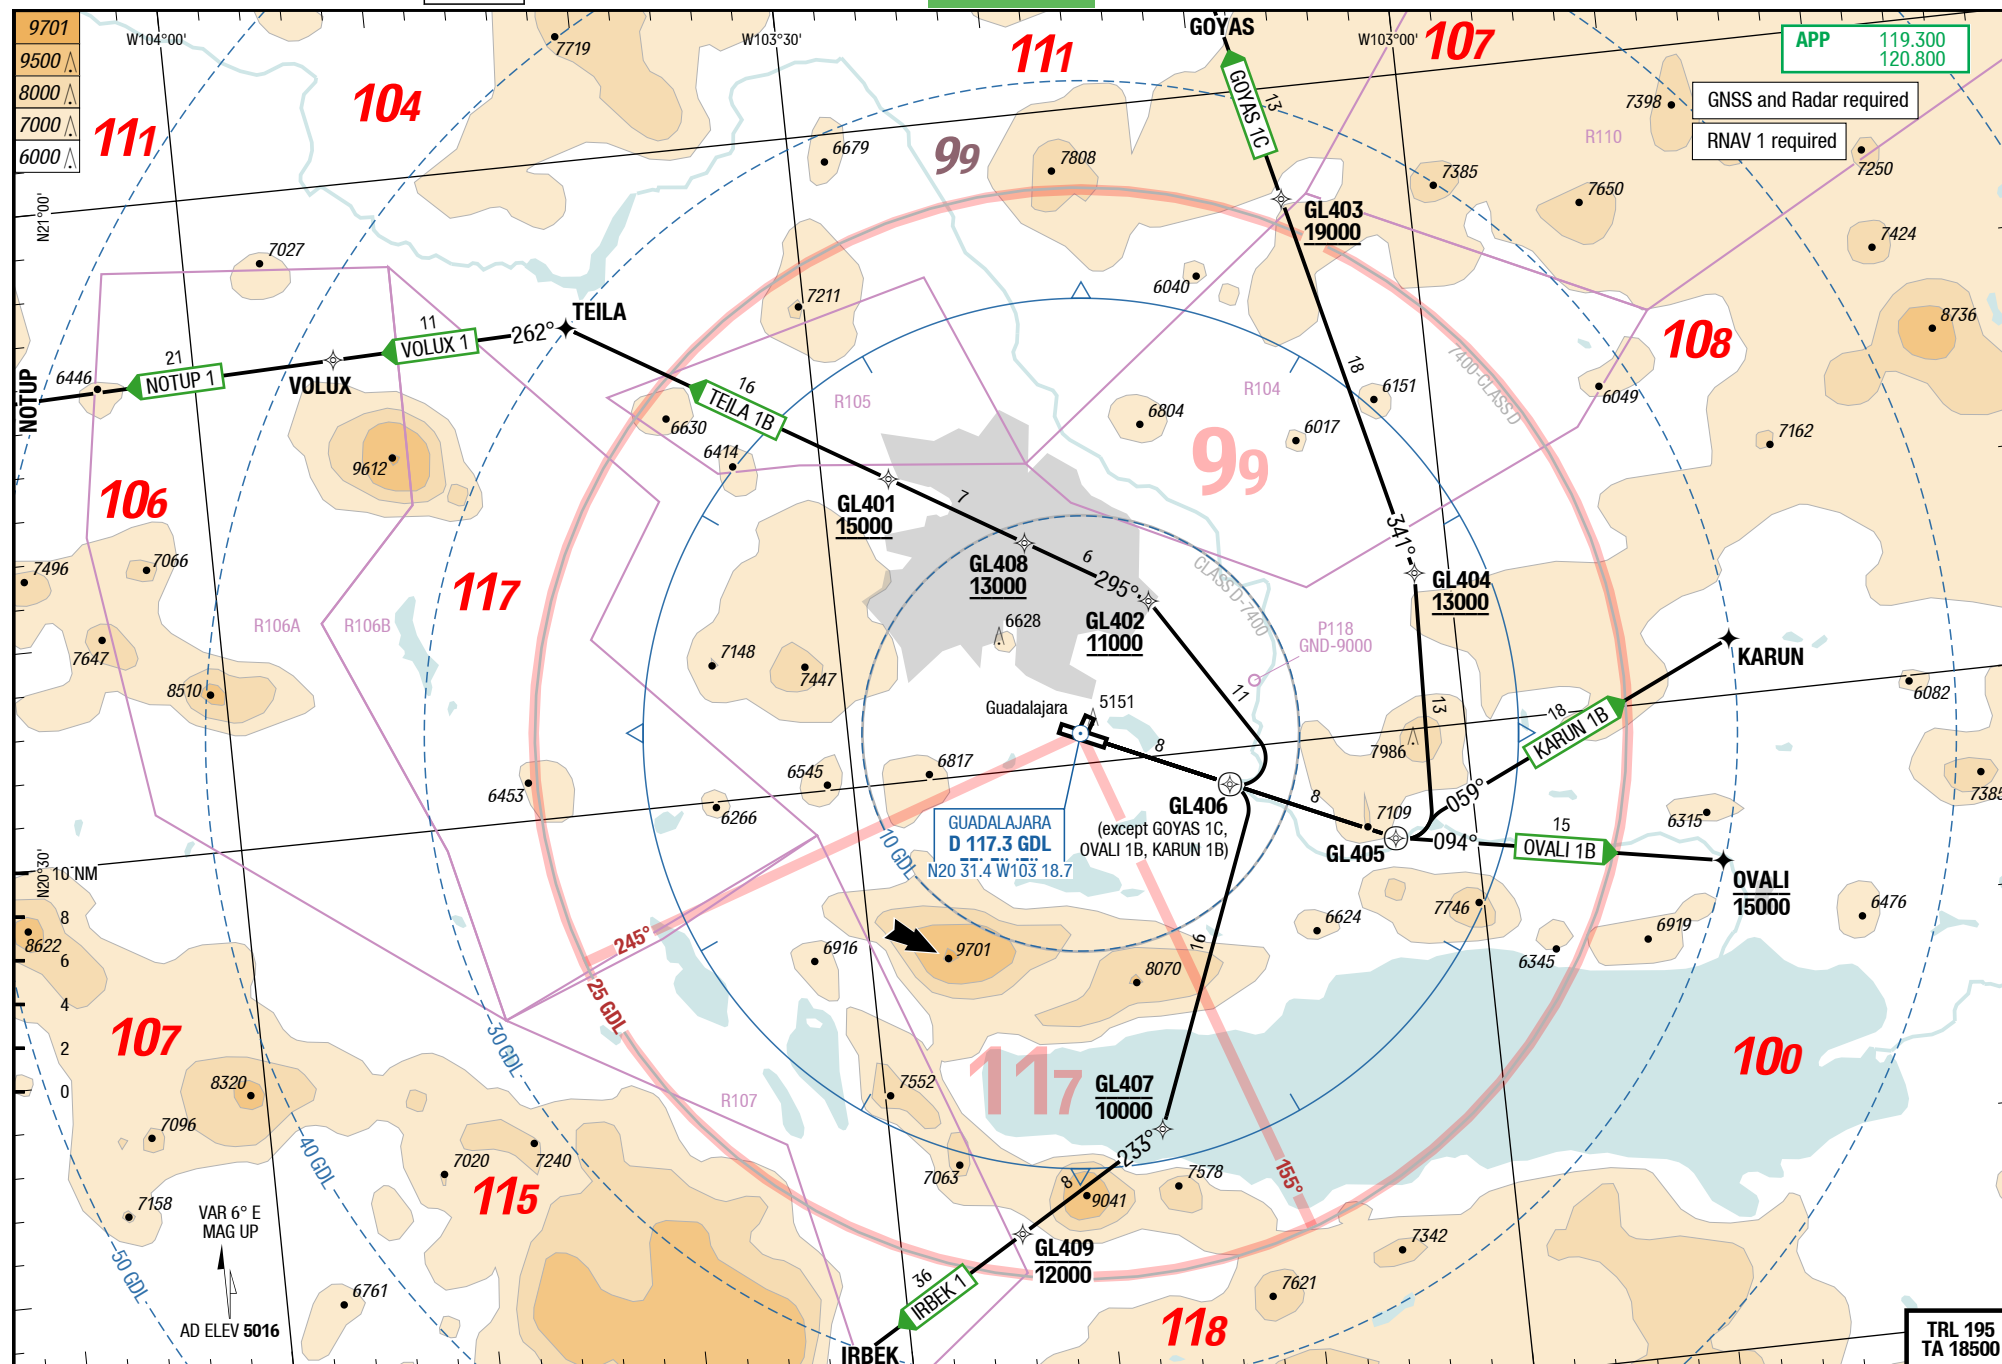 9701
9500
8000
7000
6000
W104°00'
W103°30'
W103°00'
N21°00'
N20°30'
APP 119.300
120.800
GNSS and Radar required
RNAV 1 required
GOYAS
GOYAS 1C
13
111
104
111
107
99
7719
6679
7808
7398
R110
7385
7650
7250
7424
GL403
19000
7027
6040
7211
8736
108
TEILA
262°
11
VOLUX 1
21
NOTUP 1
6446
NOTUP
VOLUX
16
TEILA 1B
R105
R104
18
6151
7400-CLASS D
6049
6630
6414
6804
6017
7162
9612
99
106
GL401
15000
7
341°
7496
7066
117
GL408
13000
6
295°
CLASS D-7400
GL404
13000
GL402
11000
6628
R106A
R106B
P118
GND-9000
KARUN
7647
7148
7447
8510
11
13
6082
Guadalajara
5151
18
KARUN 1B
8
7986
6545
6817
6453
6266
GL406
(except GOYAS 1C,
OVALI 1B, KARUN 1B)
8
7109
059°
6315
7385
GUADALAJARA
D 117.3 GDL
N20 31.4 W103 18.7
10 GDL
GL405
094°
15
OVALI 1B
OVALI
15000
10 NM
8
6
4
2
0
8622
245°
6916
9701
8070
16
6624
7746
6345
6919
6476
25 GDL
30 GDL
107
8320
7552
117
GL407
10000
100
R107
7096
7020
7240
7063
233°
8
9041
7578
155°
115
40 GDL
7158
VAR 6° E
MAG UP
50 GDL
6761
AD ELEV 5016
GL409
12000
36
IRBEK 1
IRBEK
7342
7621
118
TRL 195
TA 18500